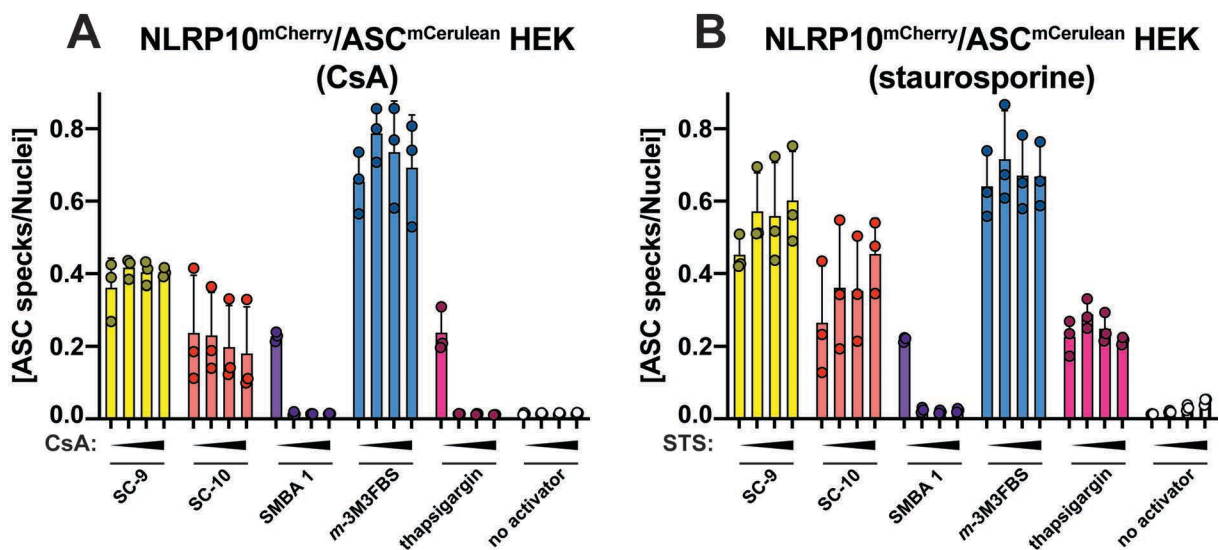 A
NLRP10mCherry/ASCmCerulean HEK
(CsA)
[ASC specks/Nuclei]
0.8
0.6
0.4
0.2
0.0
CsA:
SC-9
SC-10
SMBA 1
m-3M3FBS
thapsigargin
no activator
B
NLRP10mCherry/ASCmCerulean HEK
(staurosporine)
[ASC specks/Nuclei]
0.8
0.6
0.4
0.2
0.0
STS:
SC-9
SC-10
SMBA 1
m-3M3FBS
thapsigargin
no activator